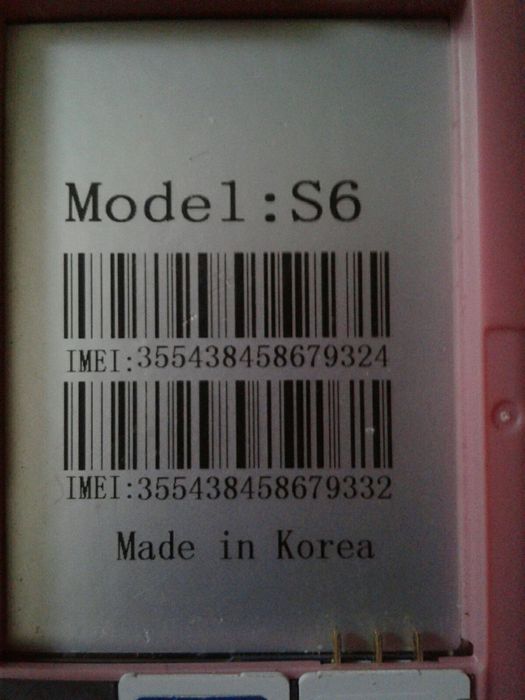 Model:S6
IMEI:355438458679324
IMEI:355438458679332
Made in Korea